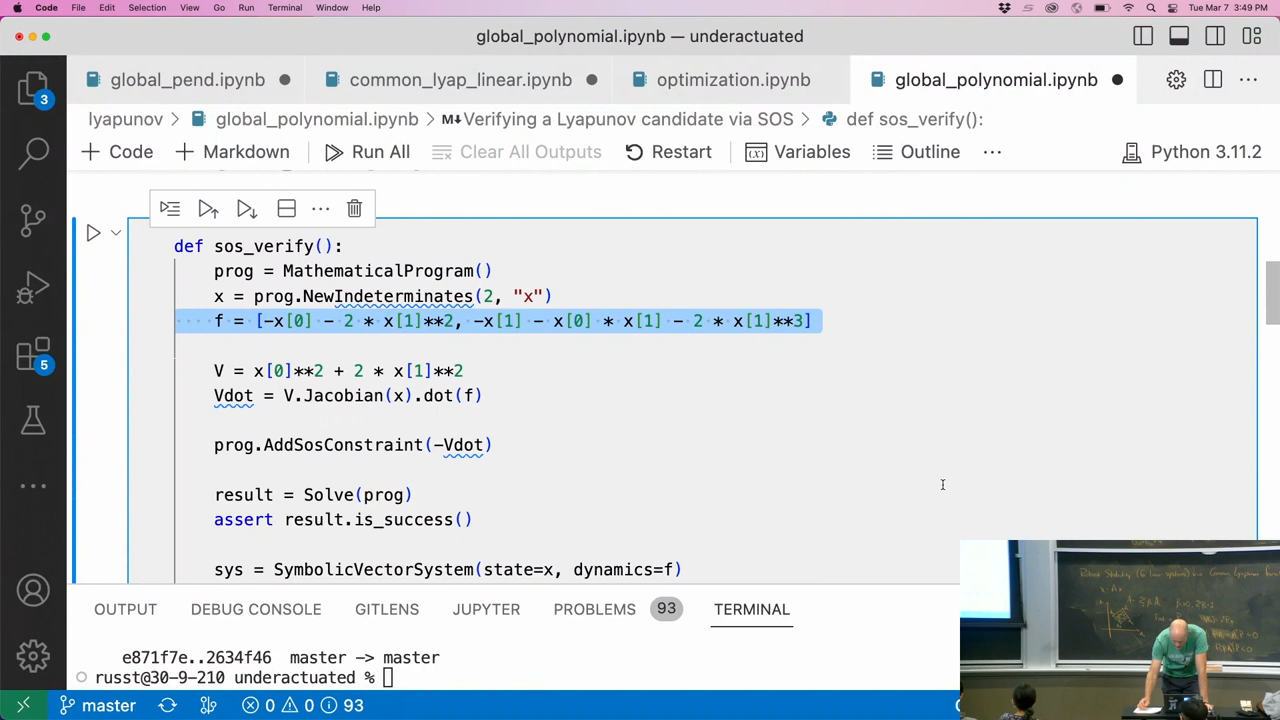 Code File Edit Selection View Go Run Terminal Window Help Tue Mar 7 3:49 PM
global_polynomial.ipynb — underactuated
global_pend.ipynb common_lyap_linear.ipynb optimization.ipynb global_polynomial.ipynb
3
lyapunov > global_polynomial.ipynb > M↓Verifying a Lyapunov candidate via SOS > def sos_verify():
+ Code + Markdown Run All Clear All Outputs Restart (x) Variables Outline ... Python 3.11.2
def sos_verify():
prog = MathematicalProgram()
x = prog.NewIndeterminates(2, "x")
f = [-x[0] - 2 * x[1]**2, -x[1] - x[0] * x[1] - 2 * x[1]**3]
V = x[0]**2 + 2 * x[1]**2
5
Vdot = V.Jacobian(x).dot(f)
prog.AddSosConstraint(-Vdot)
result = Solve(prog)
assert result.is_success()
sys = SymbolicVectorSystem(state=x, dynamics=f)
OUTPUT DEBUG CONSOLE GITLENS JUPYTER PROBLEMS 93 TERMINAL
e871f7e..2634f46 master -> master
russt@30-9-210 underactuated %
master 0 0 93